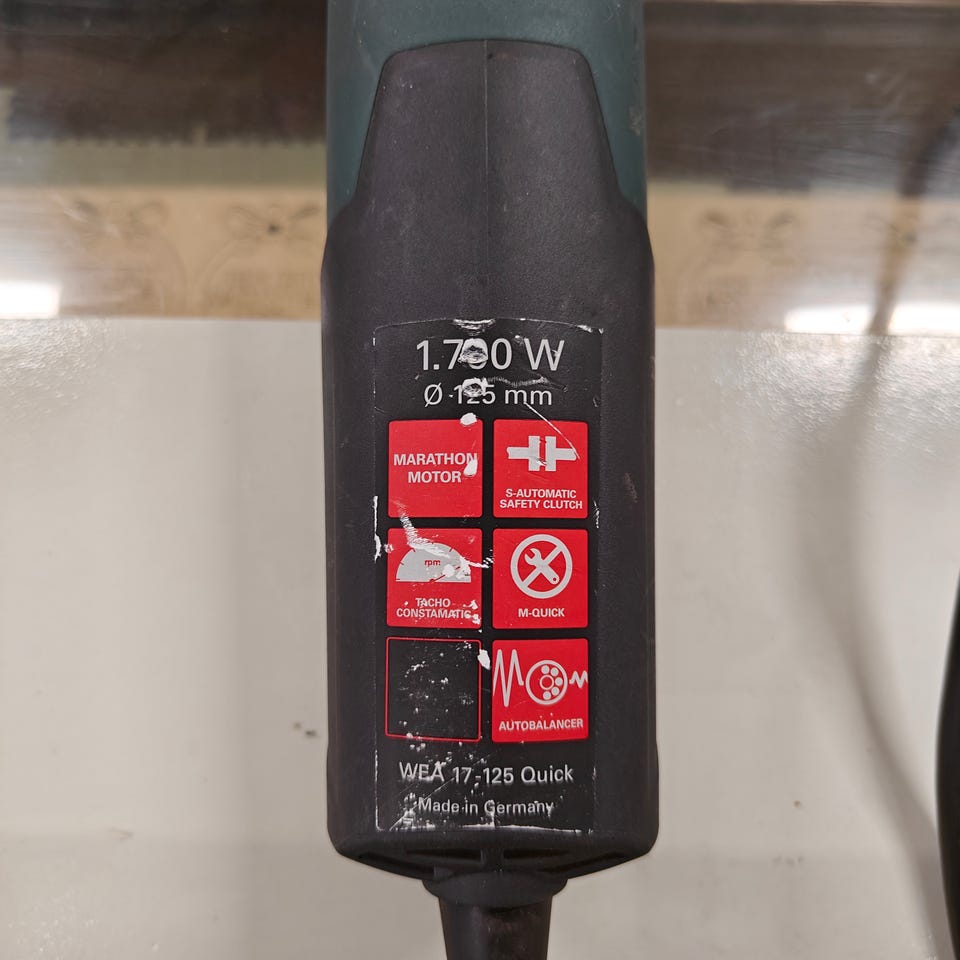 1.700 W
Ø 125 mm
MARATHON
MOTOR
S-AUTOMATIC
SAFETY CLUTCH
rpm
TACHO
CONSTAMATIC
M-QUICK
AUTOBALANCER
WEA 17-125 Quick
Made in Germany